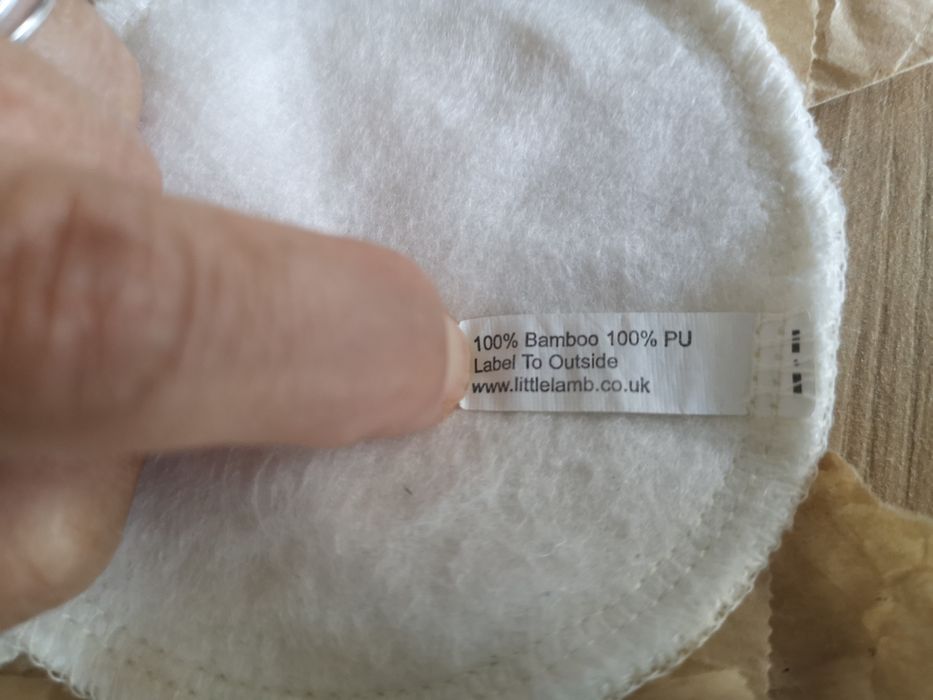 100% Bamboo 100% PU
Label To Outside
www.littlelamb.co.uk